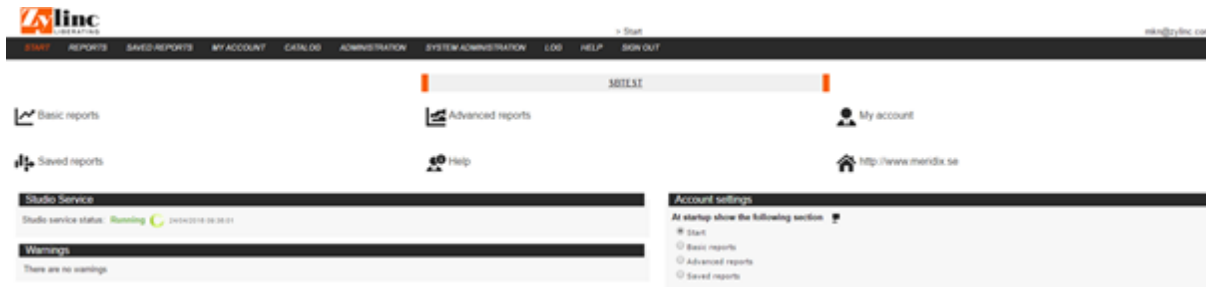 Zylinc
LIBERATING
> Start
mkn@zylinc.com
START REPORTS SAVED REPORTS MY ACCOUNT CATALOG ADMINISTRATION SYSTEM ADMINISTRATION LOG HELP SIGN OUT
SBTEST
Basic reports Advanced reports My account
Saved reports Help http://www.meridix.se
Studio Service
Studio service status: Running
Warnings
There are no warnings
Account settings
At startup show the following section
Start
Basic reports
Advanced reports
Saved reports